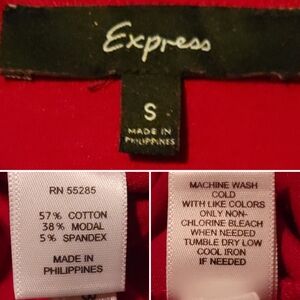 Express
S
MADE IN
PHILIPPINES
RN 55285
57% COTTON
38% MODAL
5% SPANDEX
MADE IN
PHILIPPINES
MACHINE WASH
COLD
WITH LIKE COLORS
ONLY NON-
CHLORINE BLEACH
WHEN NEEDED
TUMBLE DRY LOW
COOL IRON
IF NEEDED